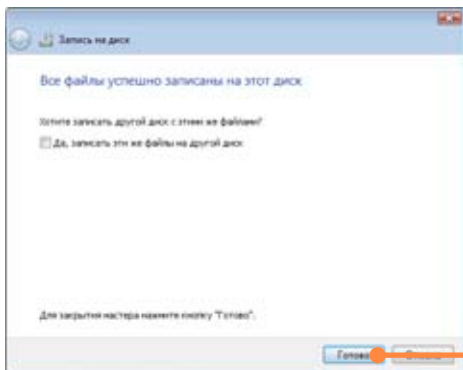 Запись на диск
Все файлы успешно записаны на этот диск
Хотите записать другой диск с этими же файлами?
Да, записать эти же файлы на другой диск
Для закрытия мастера нажмите кнопку "Готово".
Готово